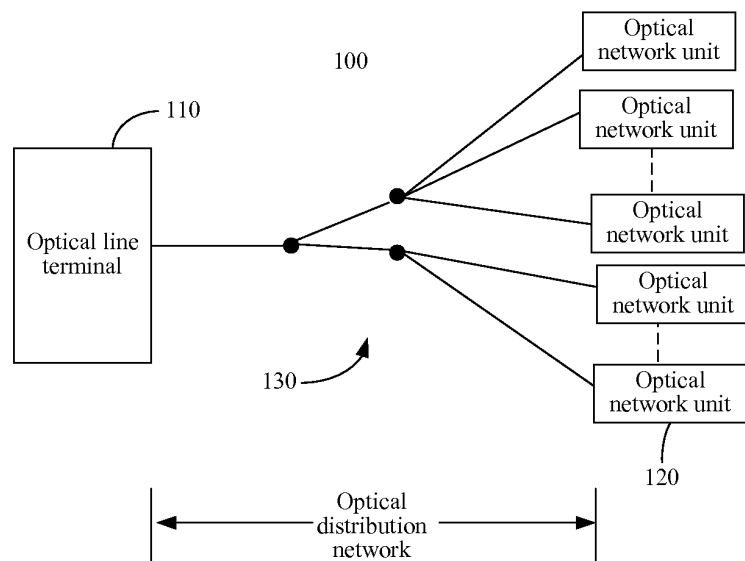 Optical
network unit
100
110
Optical
network unit
Optical line
terminal
Optical
network unit
Optical
network unit
130
Optical
network unit
120
Optical
distribution
network